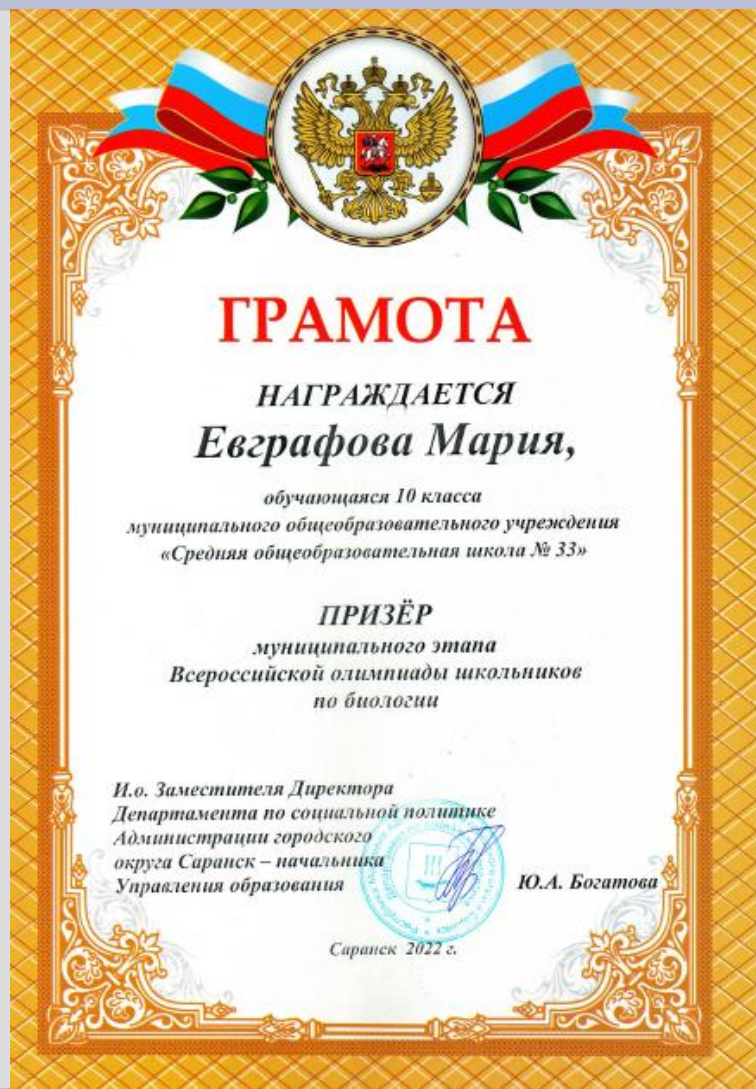 ГРАМОТА
НАГРАЖДАЕТСЯ
Евграфова Мария,
обучающаяся 10 класса
муниципального общеобразовательного учреждения
«Средняя общеобразовательная школа № 33»
ПРИЗЁР
муниципального этапа
Всероссийской олимпиады школьников
по биологии
И.о. Заместителя Директора
Департамента по социальной политике
Администрации городского
округа Саранск – начальника
Управления образования
Ю.А. Богатова
Саранск 2022 г.